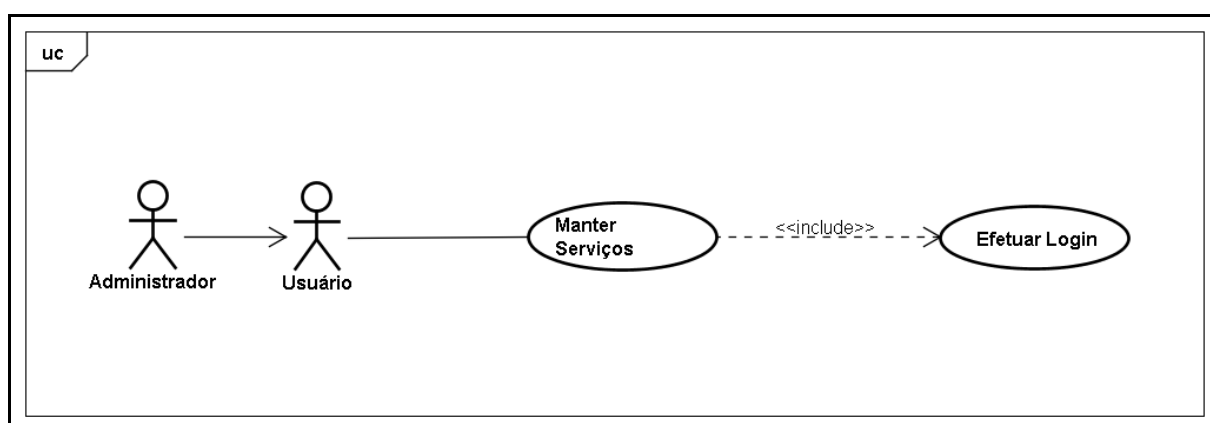 uc
Manter
Serviços
<<include>>
Efetuar Login
Administrador
Usuário